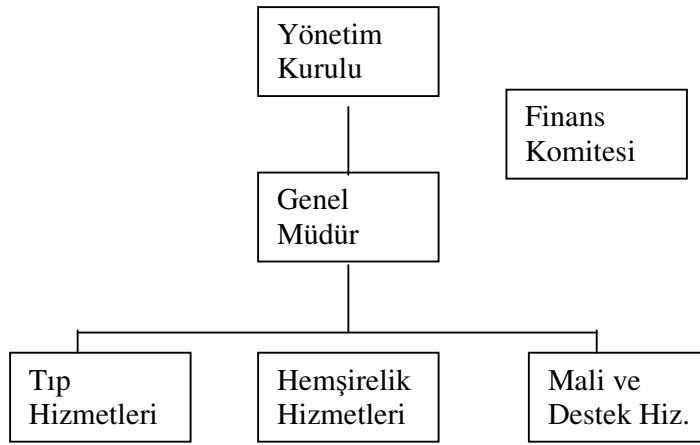 Yönetim
Kurulu
Finans
Komitesi
Genel
Müdür
Tıp
Hizmetleri
Hemşirelik
Hizmetleri
Mali ve
Destek Hiz.